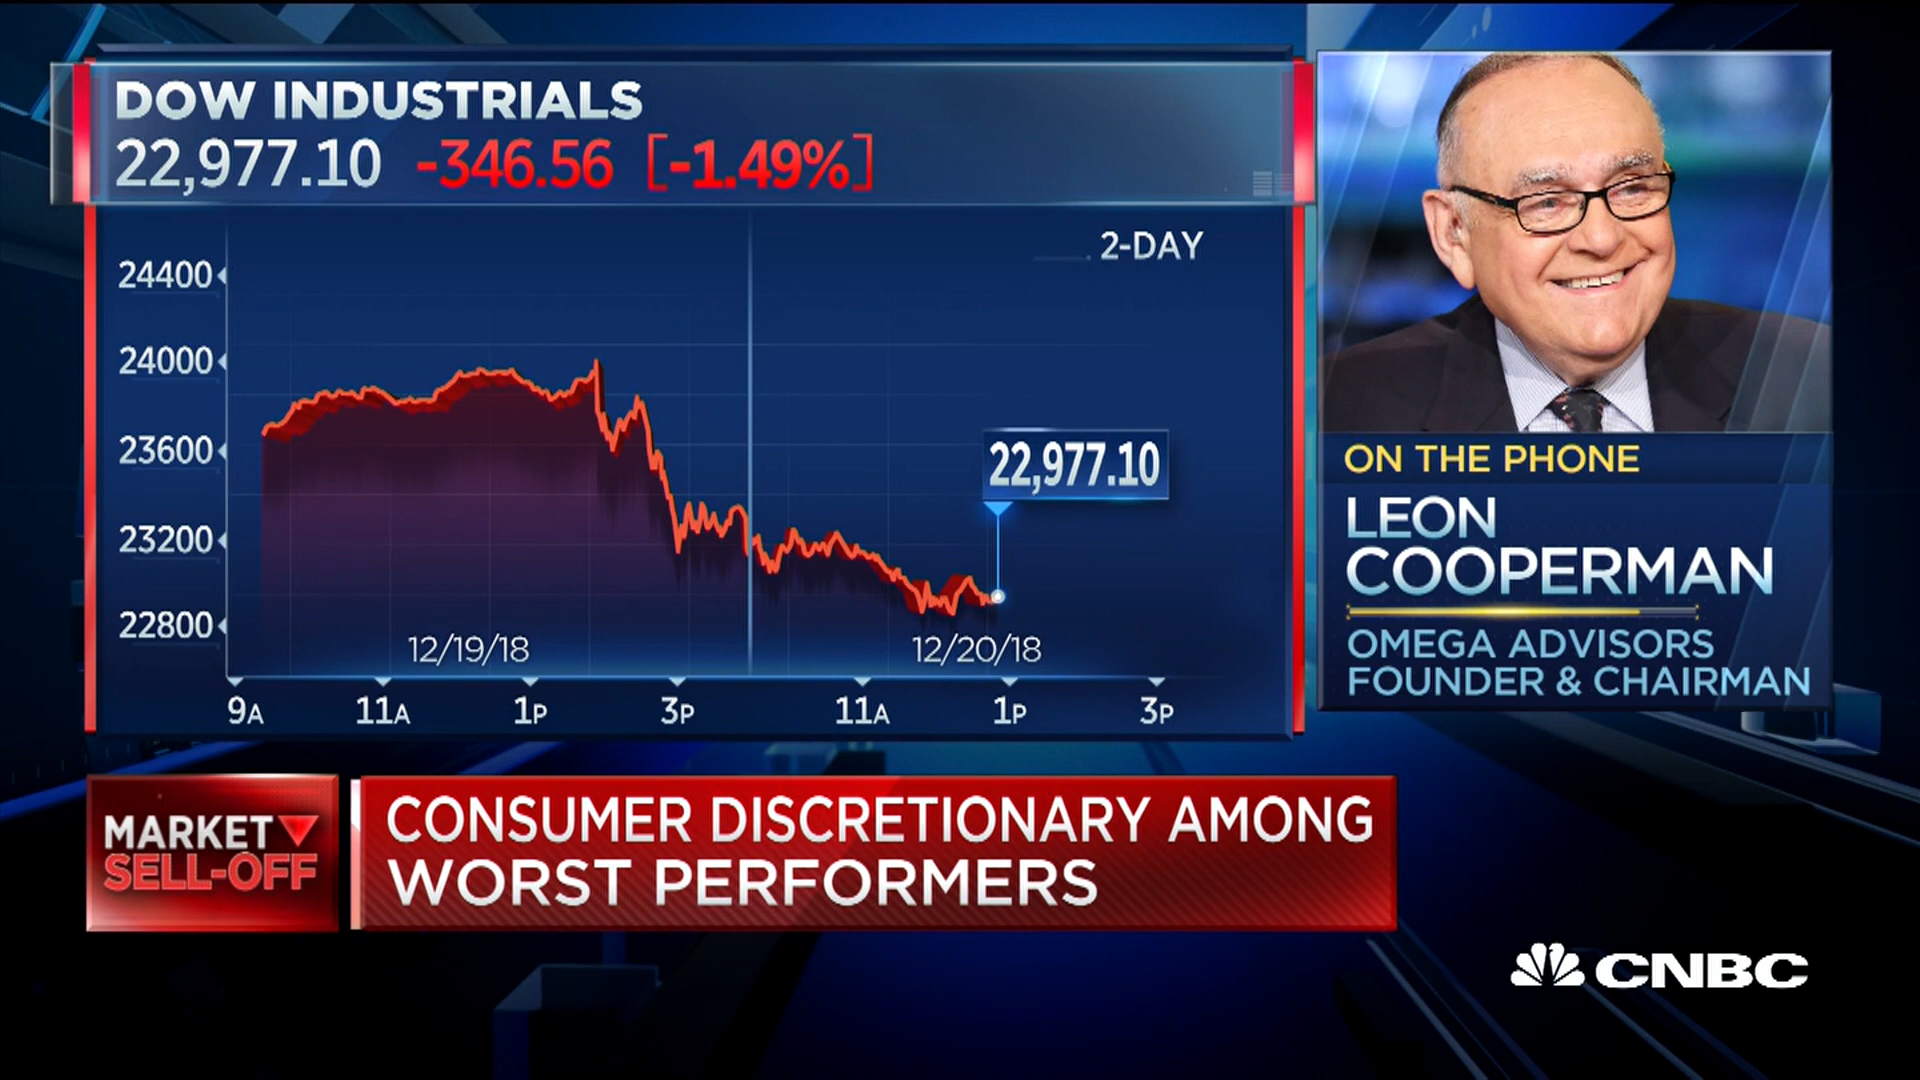 DOW INDUSTRIALS
22,977.10 -346.56 [-1.49%]
2-DAY
24400
24000
23600
23200
22800
22,977.10
12/19/18 12/20/18
9A 11A 1P 3P 11A 1P 3P
ON THE PHONE
LEON
COOPERMAN
OMEGA ADVISORS
FOUNDER & CHAIRMAN
MARKET
SELL-OFF
CONSUMER DISCRETIONARY AMONG
WORST PERFORMERS
CNBC